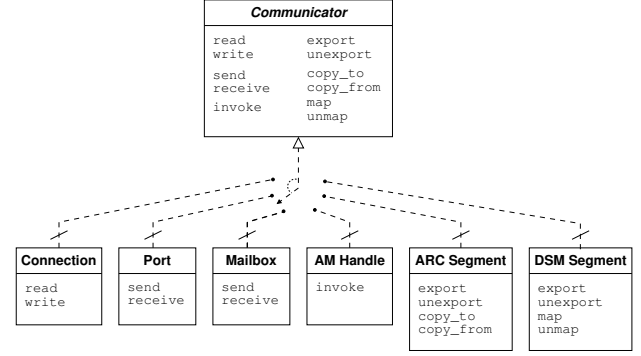 Communicator
read export
write unexport
send copy_to
receive copy_from
invoke map
unmap
Connection Port Mailbox AM Handle ARC Segment DSM Segment
read send send invoke export export
write receive receive unexport unexport
copy_to map
copy_from unmap